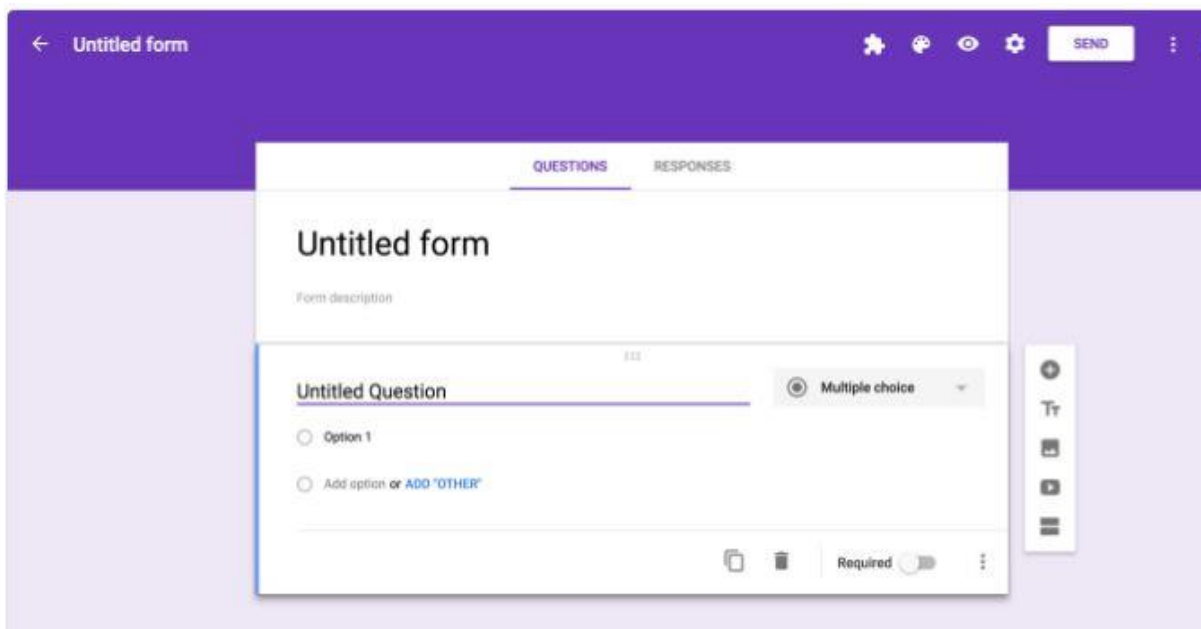 Untitled form
SEND
QUESTIONS RESPONSES
Untitled form
Form description
Untitled Question
Multiple choice
Option 1
Add option or ADD "OTHER"
Required